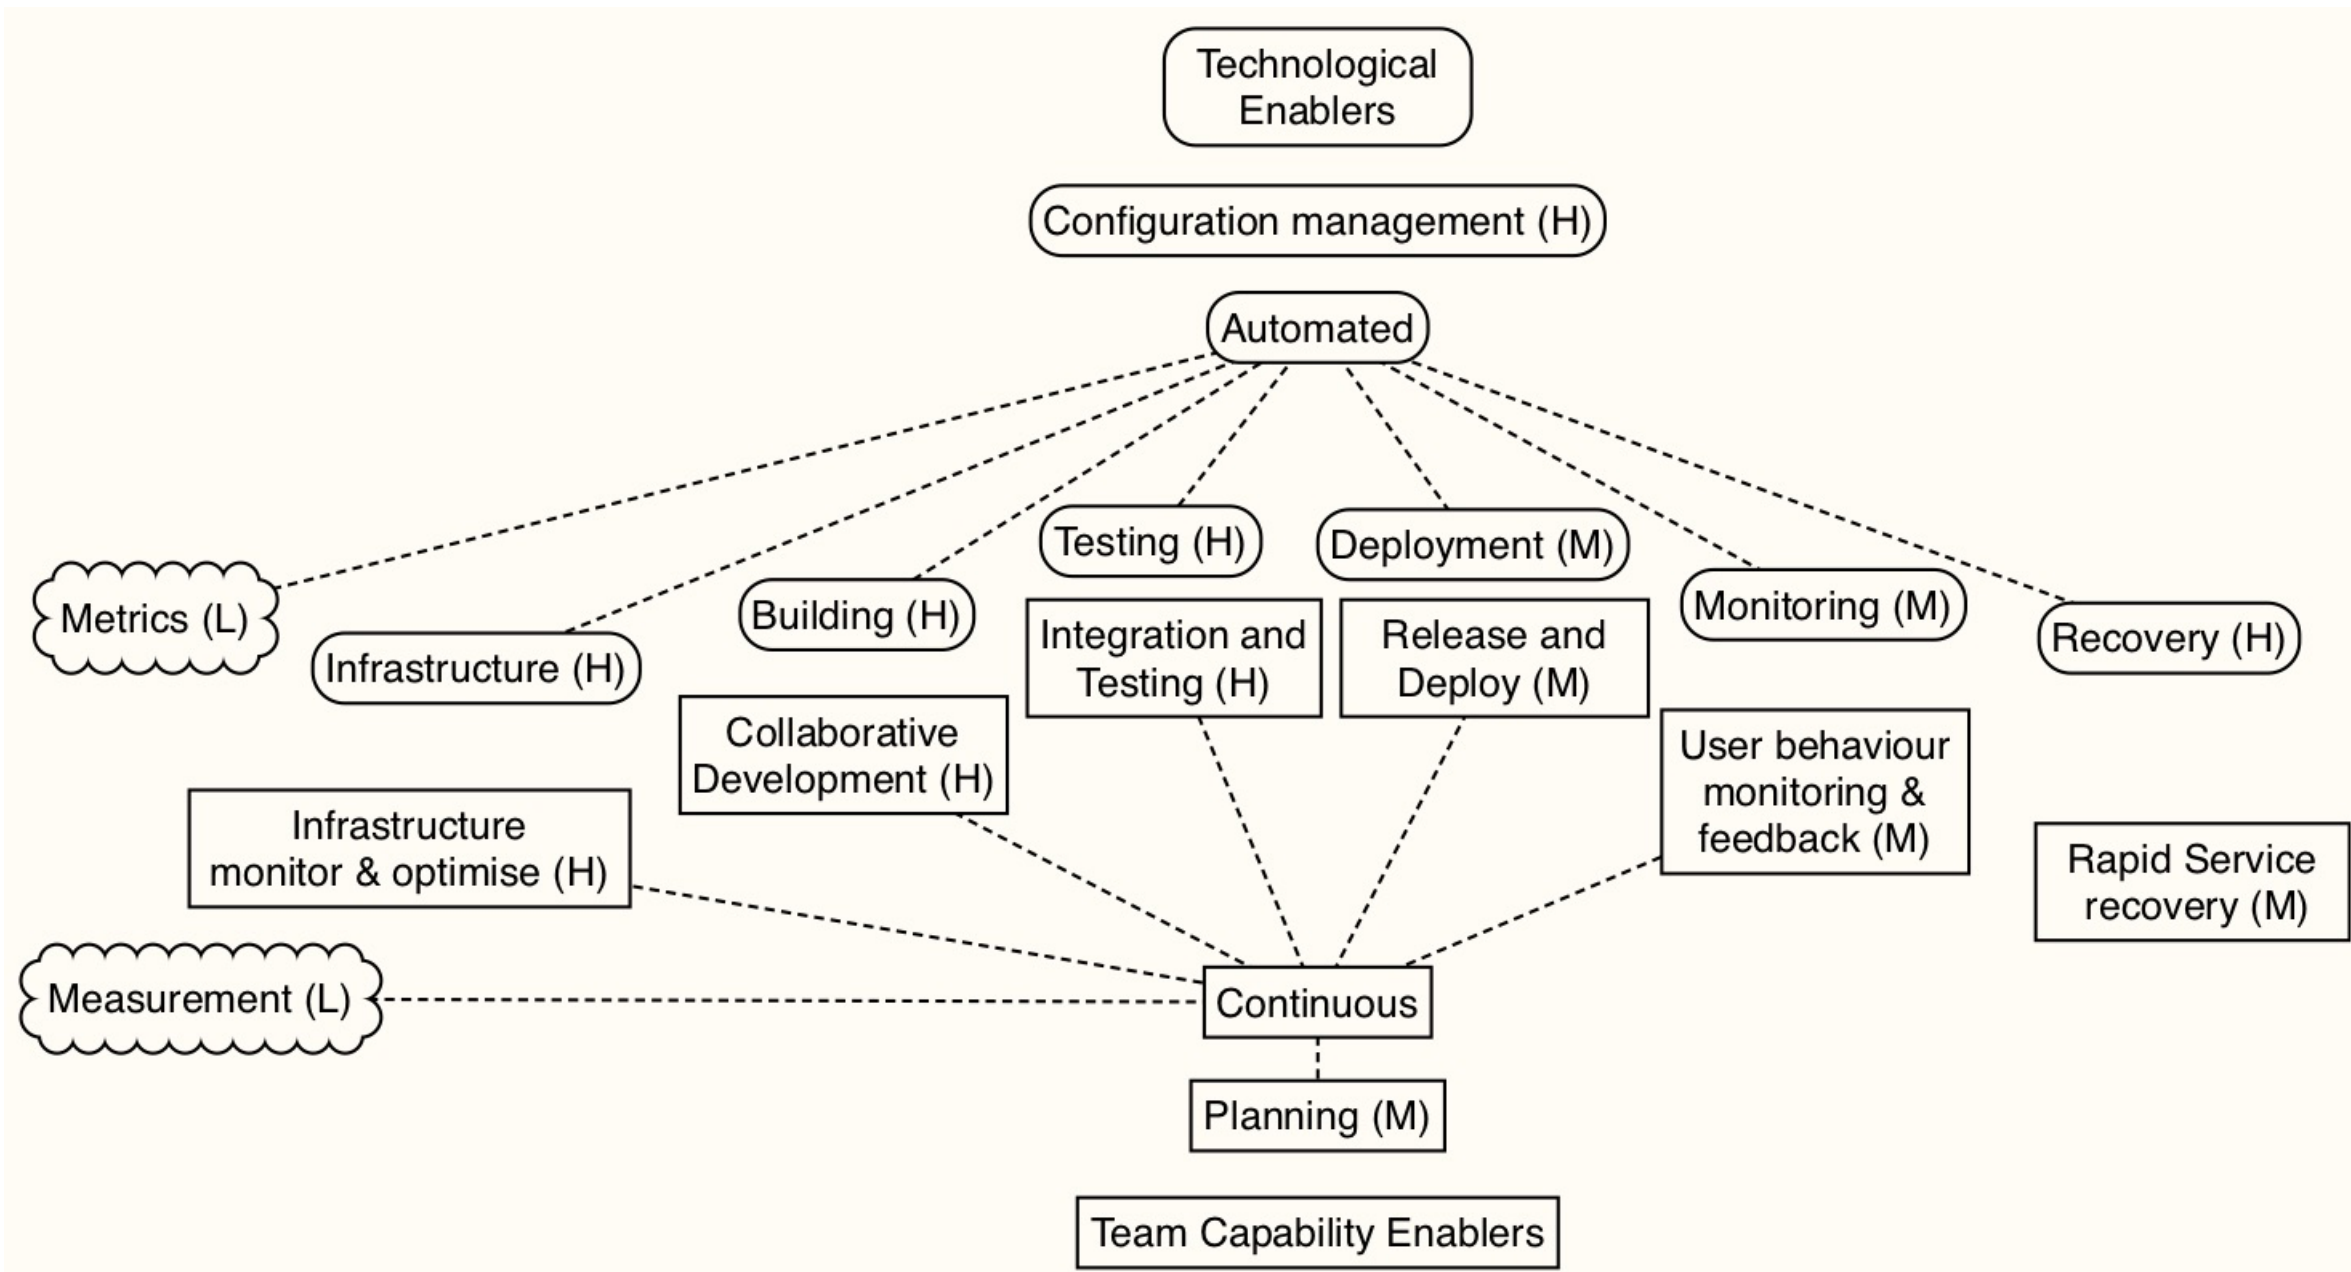 Technological
Enablers
Configuration management (H)
Automated
Testing (H)
Deployment (M)
Metrics (L)
Infrastructure (H)
Building (H)
Monitoring (M)
Recovery (H)
Integration and
Testing (H)
Release and
Deploy (M)
Collaborative
Development (H)
User behaviour
monitoring &
feedback (M)
Infrastructure
monitor & optimise (H)
Rapid Service
recovery (M)
Measurement (L)
Continuous
Planning (M)
Team Capability Enablers